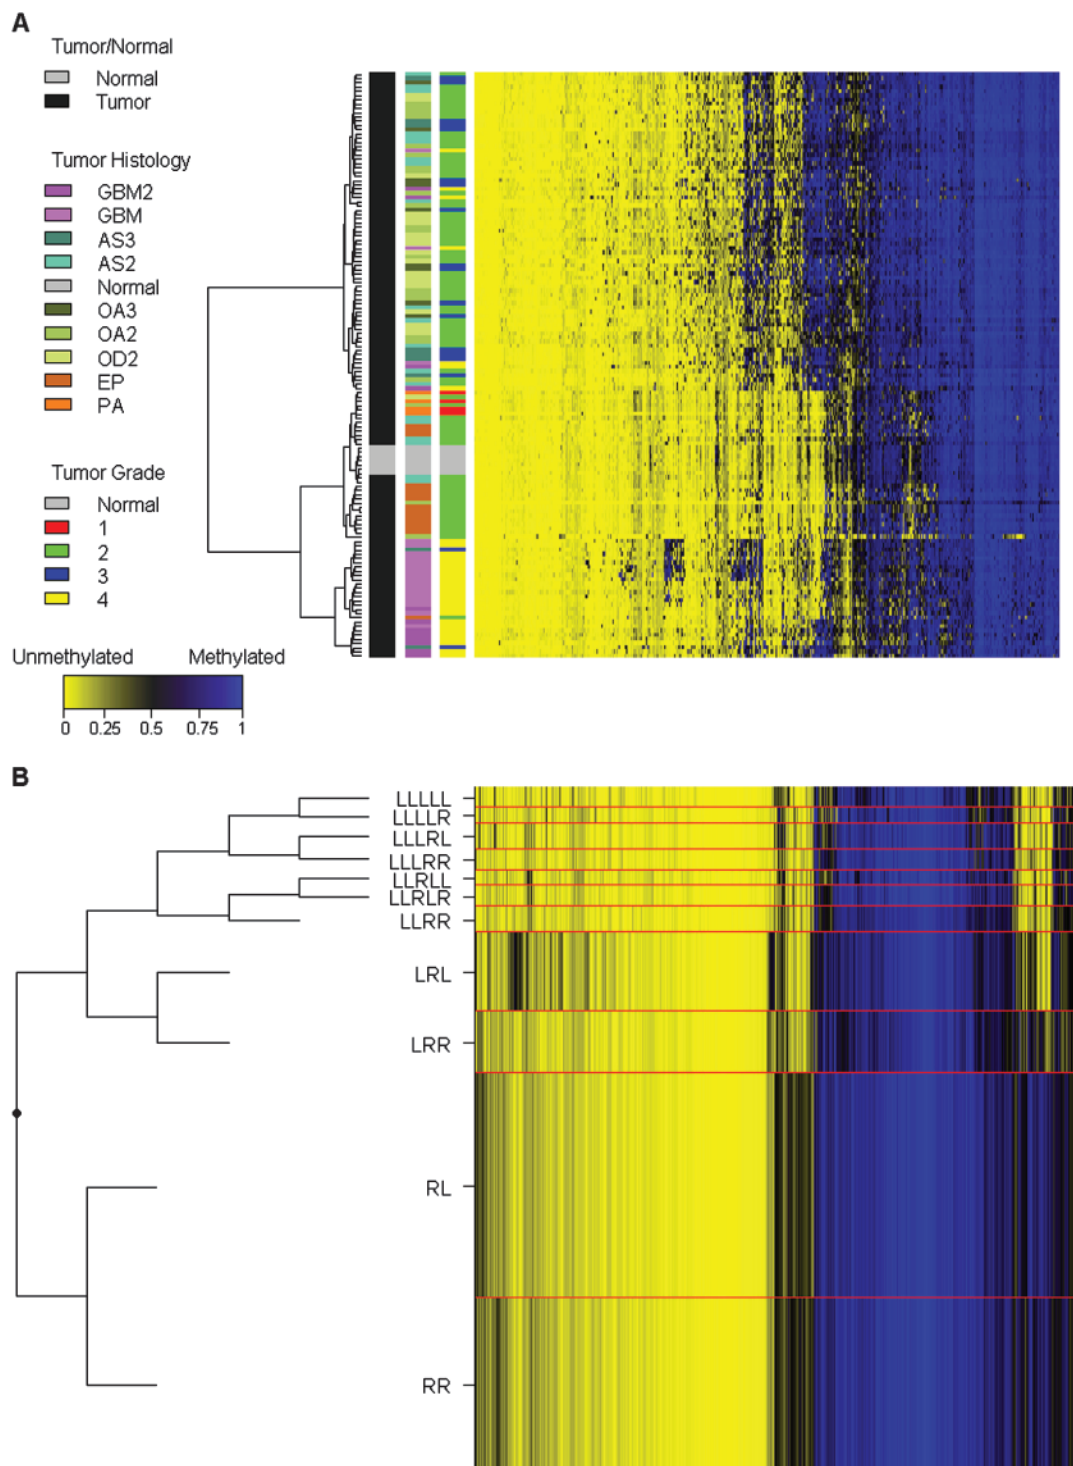 A
Tumor/Normal
Normal
Tumor
Tumor Histology
GBM2
GBM
AS3
AS2
Normal
OA3
OA2
OD2
EP
PA
Tumor Grade
Normal
1
2
3
4
Unmethylated Methylated
0 0.25 0.5 0.75 1
B
LLLLL
LLLLR
LLLRL
LLLRR
LLRLL
LLRLR
LLRR
LRL
LRR
RL
RR